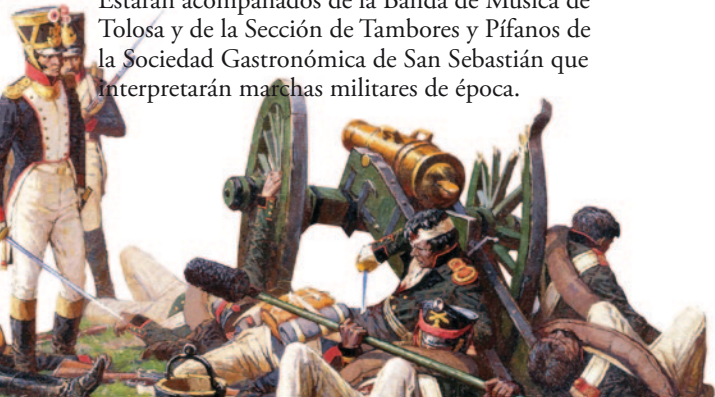 Estarán acompañados de la Banda de Música de
Tolosa y de la Sección de Tambores y Pífanos de
la Sociedad Gastronómica de San Sebastián que
interpretarán marchas militares de época.